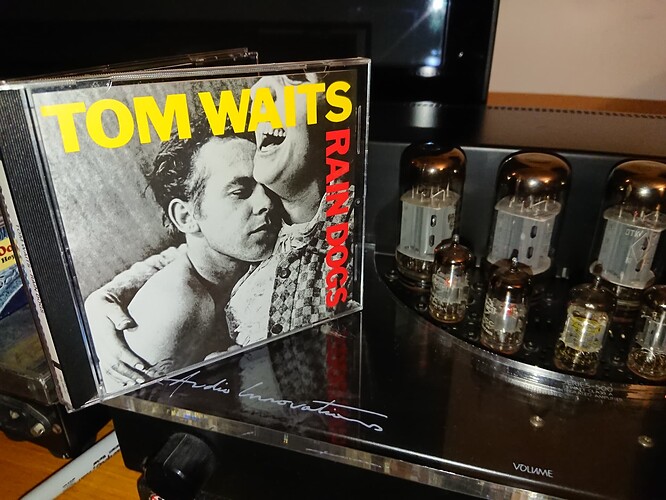 TOM WAITS
RAIN DOGS
Audio Innovations
VOLUME